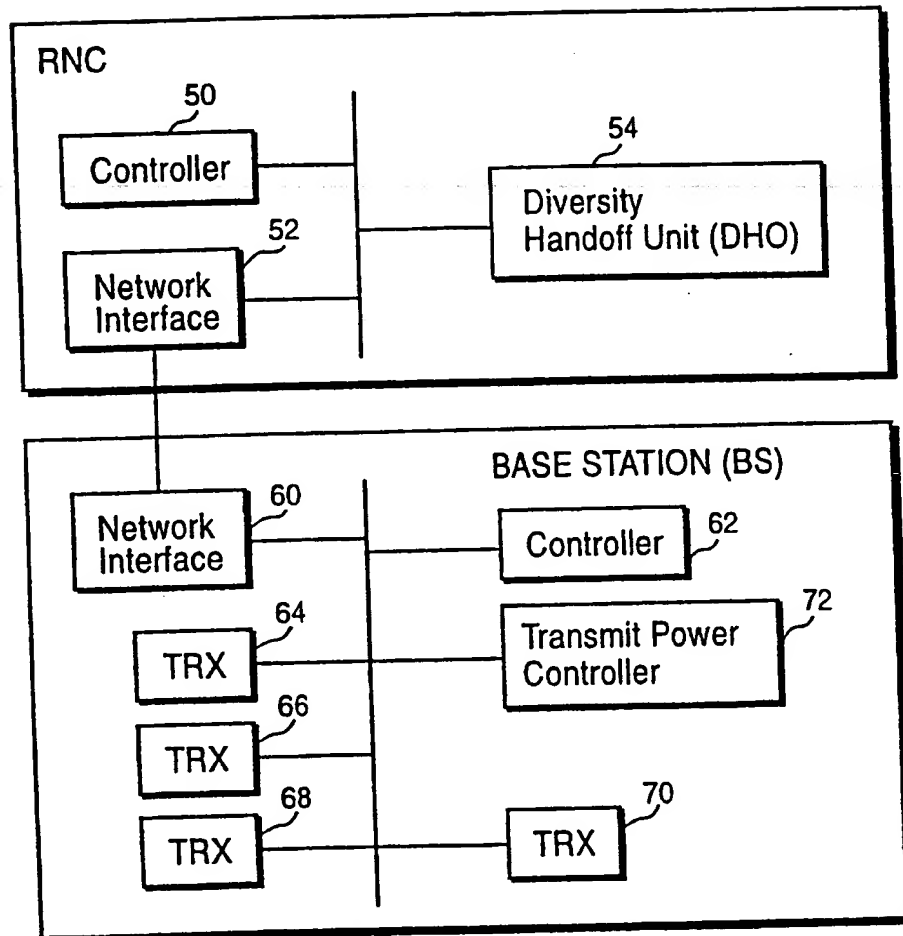 RNC
50
Controller
52
Network
Interface
54
Diversity
Handoff Unit (DHO)
BASE STATION (BS)
60
Network
Interface
Controller
62
64
TRX
72
Transmit Power
Controller
66
TRX
68
TRX
70
TRX